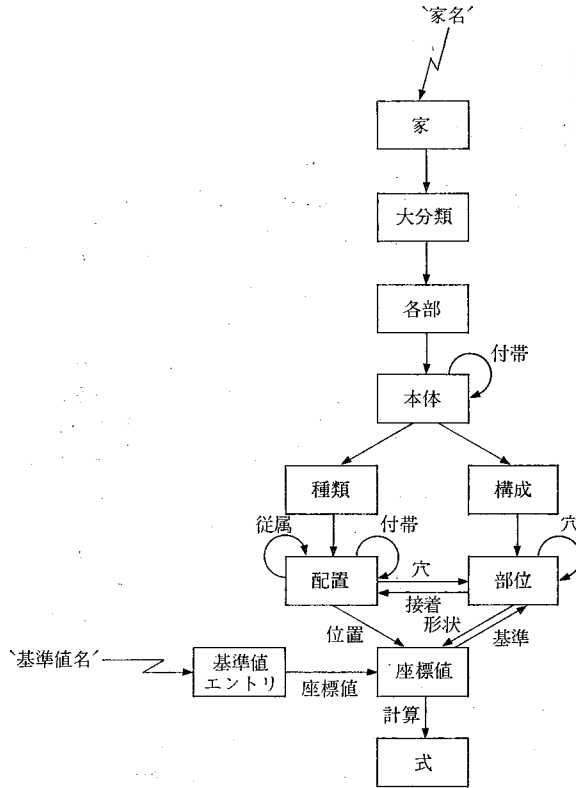 ‵家名′
家
大分類
各部
付帯
本体
種類
構成
従属
付帯
穴
配置
穴
部位
接着
形状
位置
基準
‵基準値名′
基準値
エントリ
座標値
座標値
計算
式